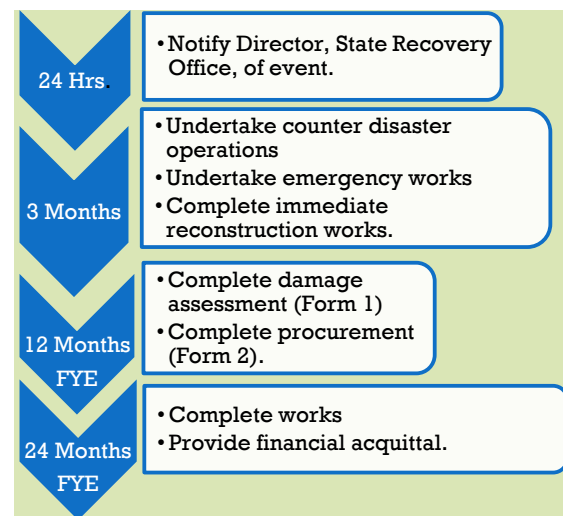 24 Hrs.
•Notify Director, State Recovery
Office, of event.
3 Months
•Undertake counter disaster
operations
•Undertake emergency works
•Complete immediate
reconstruction works.
12 Months
FYE
•Complete damage
assessment (Form 1)
•Complete procurement
(Form 2).
24 Months
FYE
•Complete works
•Provide financial acquittal.